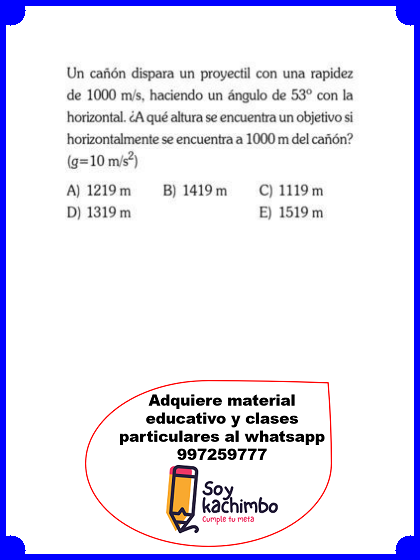 Un cañón dispara un proyectil con una rapidez
de 1000 m/s, haciendo un ángulo de 53º con la
horizontal. ¿A qué altura se encuentra un objetivo si
horizontalmente se encuentra a 1000 m del cañón?
(g=10 m/s²)
A) 1219 m B) 1419 m C) 1119 m
D) 1319 m E) 1519 m
Adquiere material
educativo y clases
particulares al whatsapp
997259777
Soy
kachimbo
Cumple tu meta